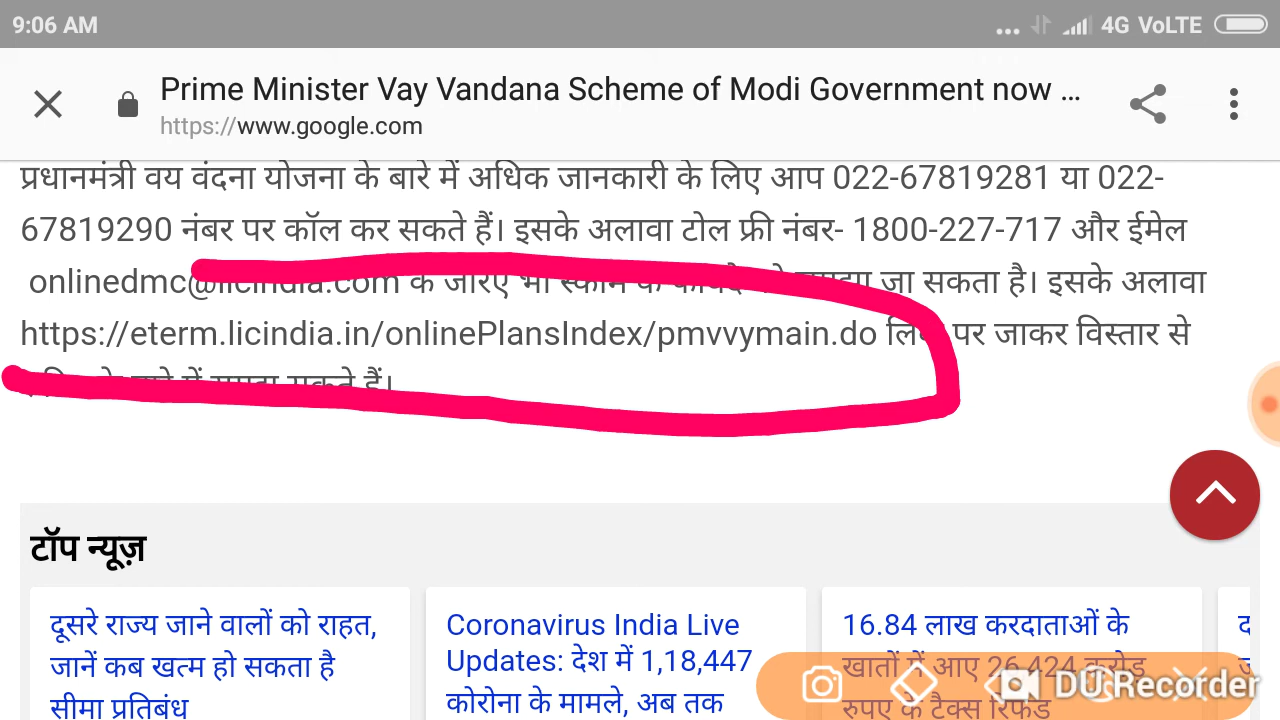 9:06 AM
... 4G VoLTE
Prime Minister Vay Vandana Scheme of Modi Government now ...
https://www.google.com
प्रधानमंत्री वय वंदना योजना के बारे में अधिक जानकारी के लिए आप 022-67819281 या 022-
67819290 नंबर पर कॉल कर सकते हैं। इसके अलावा टोल फ्री नंबर- 1800-227-717 और ईमेल
onlinedmc@licindia.com के जरिए भी स्कीम के फायदे को समझा जा सकता है। इसके अलावा
https://eterm.licindia.in/onlinePlansIndex/pmvvymain.do लिंक पर जाकर विस्तार से
के बारे में समझ सकते हैं।
टॉप न्यूज़
दूसरे राज्य जाने वालों को राहत,
जानें कब खत्म हो सकता है
सीमा प्रतिबंध
Coronavirus India Live
Updates: देश में 1,18,447
कोरोना के मामले, अब तक
16.84 लाख करदाताओं के
खातों में आए 26,424 करोड़
रुपए के टैक्स रिफंड
DU Recorder